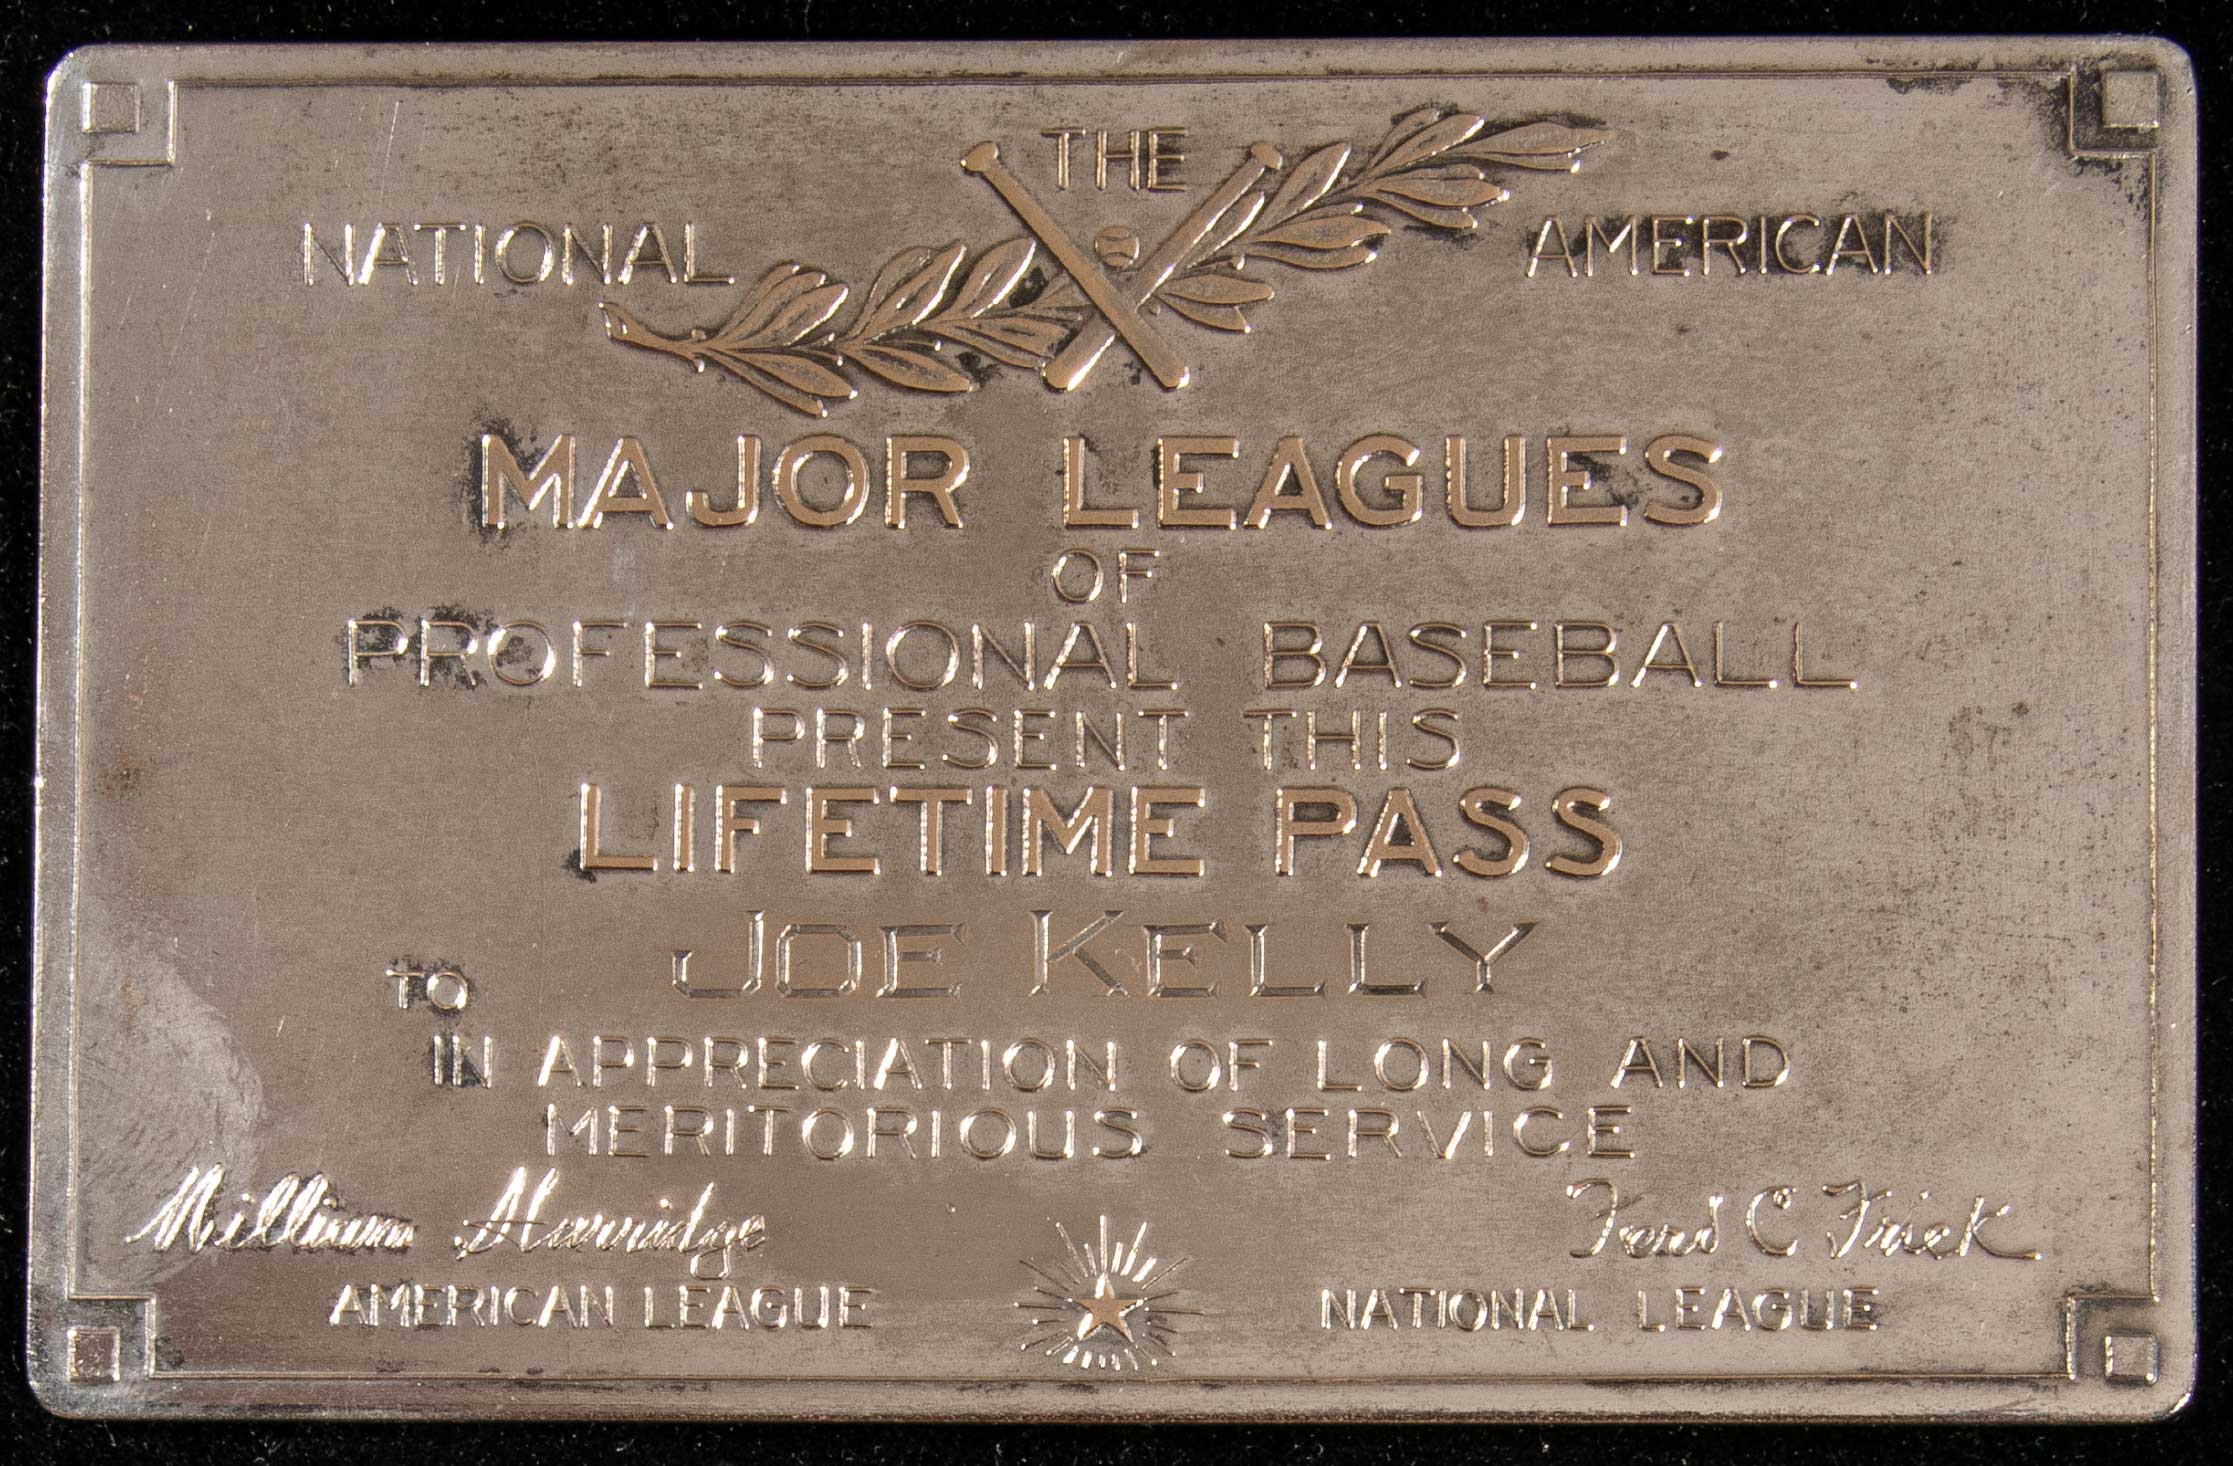 THE
NATIONAL AMERICAN
MAJOR LEAGUES
OF
PROFESSIONAL BASEBALL
PRESENT THIS
LIFETIME PASS
TO JOE KELLY
IN APPRECIATION OF LONG AND
MERITORIOUS SERVICE
William Harridge Ford C Frick
AMERICAN LEAGUE NATIONAL LEAGUE